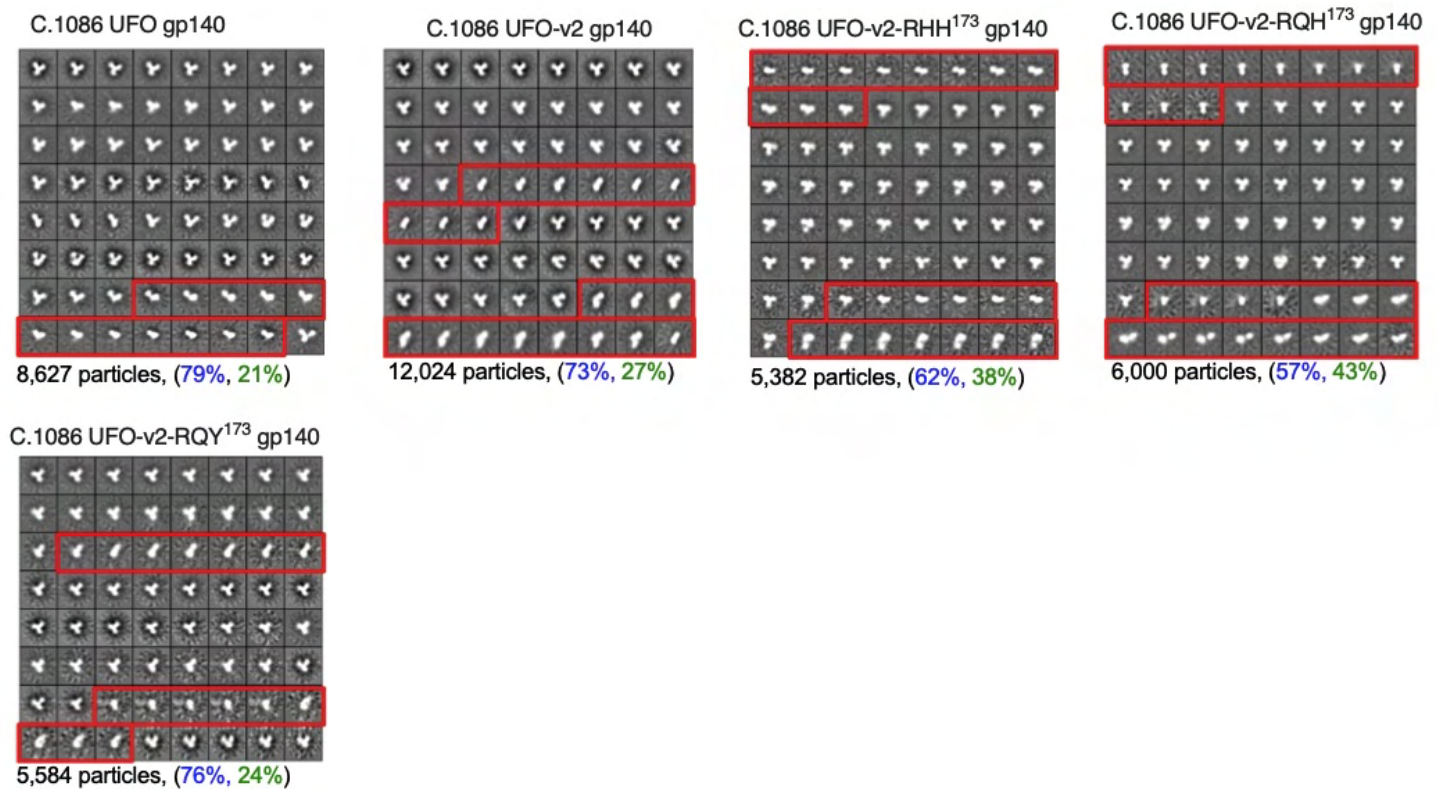 C.1086 UFO gp140
C.1086 UFO-v2 gp140
C.1086 UFO-v2-RHH¹⁷³ gp140
C.1086 UFO-v2-RQH¹⁷³ gp140
8,627 particles, (79%, 21%)
12,024 particles, (73%, 27%)
5,382 particles, (62%, 38%)
6,000 particles, (57%, 43%)
C.1086 UFO-v2-RQY¹⁷³ gp140
5,584 particles, (76%, 24%)